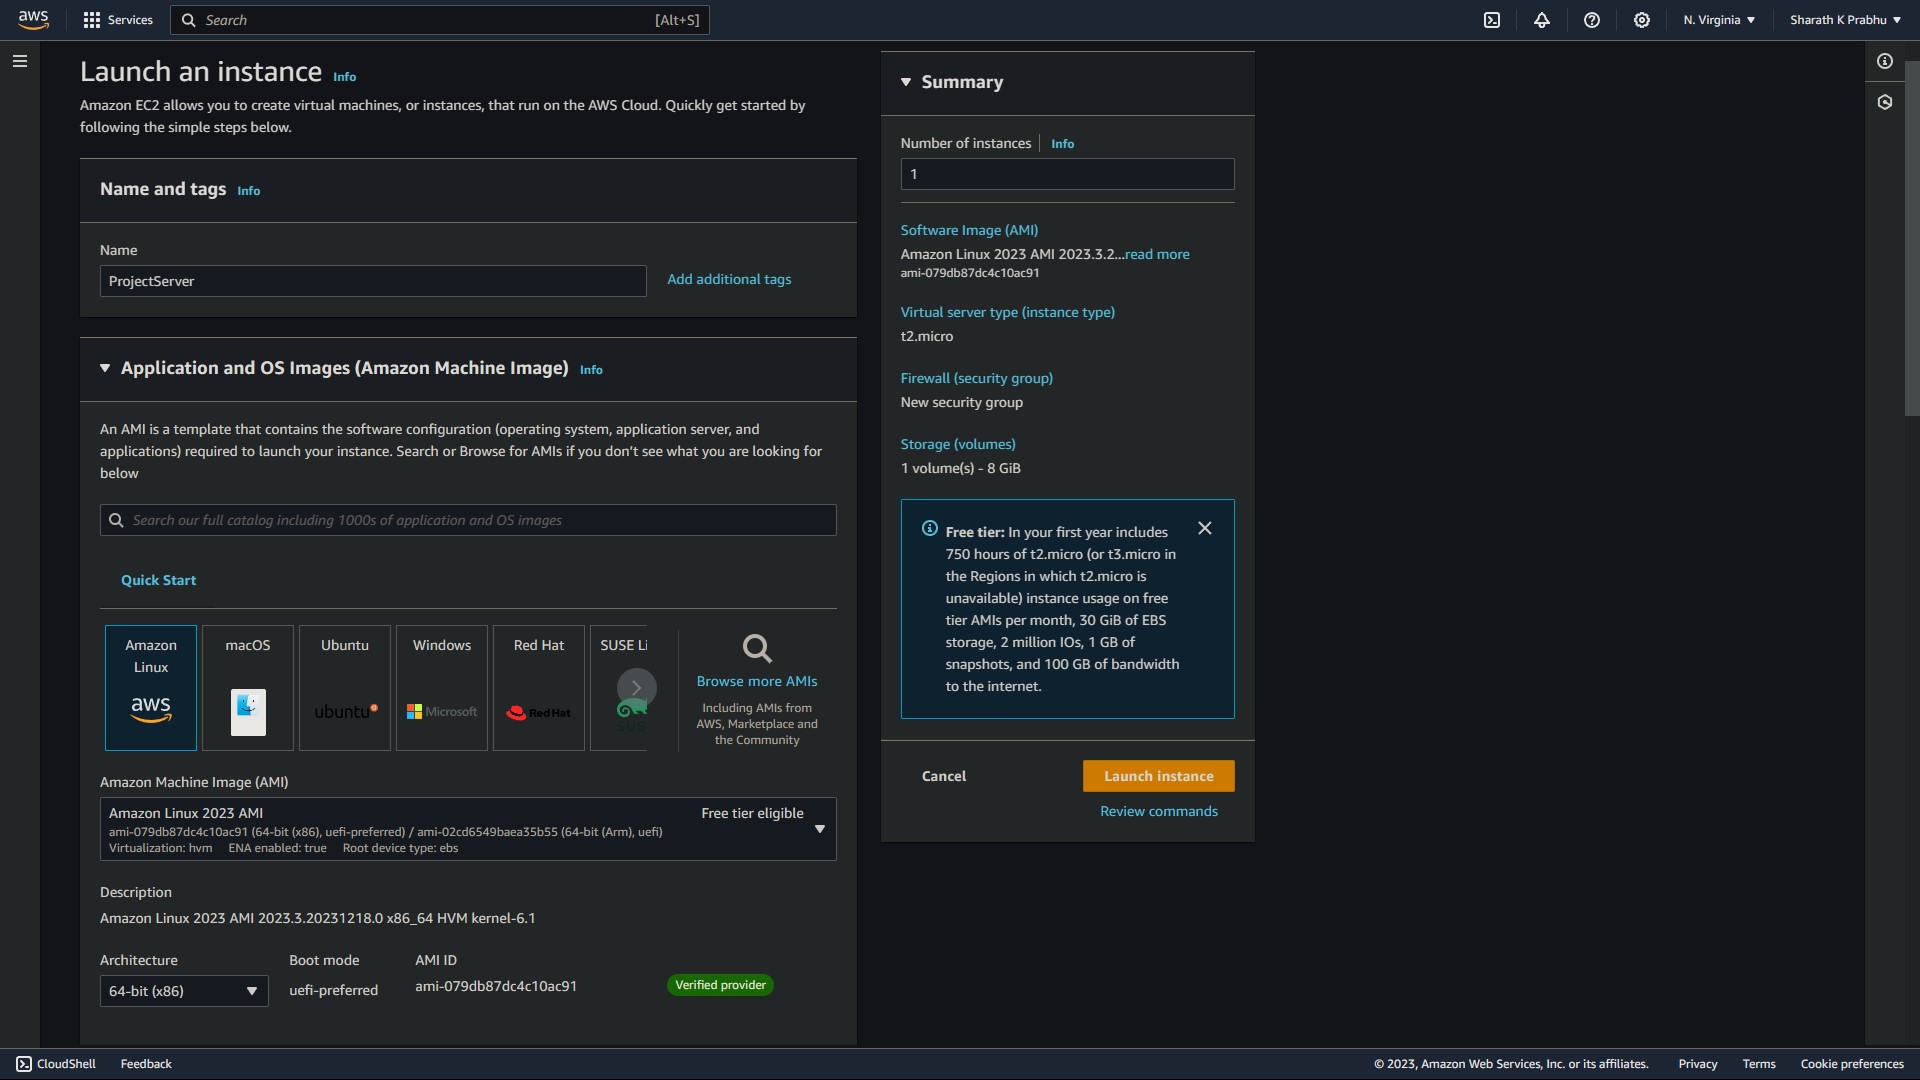 aws
Services
Search
[Alt+S]
N. Virginia
Sharath K Prabhu
Launch an instance Info
Amazon EC2 allows you to create virtual machines, or instances, that run on the AWS Cloud. Quickly get started by
following the simple steps below.
Name and tags Info
Name
ProjectServer
Add additional tags
Application and OS Images (Amazon Machine Image) Info
An AMI is a template that contains the software configuration (operating system, application server, and
applications) required to launch your instance. Search or Browse for AMIs if you don't see what you are looking for
below
Search our full catalog including 1000s of application and OS images
Quick Start
Amazon
Linux
aws
macOS
Ubuntu
ubuntu
Windows
Microsoft
Red Hat
Red Hat
SUSE Li
SUS
Browse more AMIs
Including AMIs from
AWS, Marketplace and
the Community
Amazon Machine Image (AMI)
Amazon Linux 2023 AMI
Free tier eligible
ami-079db87dc4c10ac91 (64-bit (x86), uefi-preferred) / ami-02cd6549baea35b55 (64-bit (Arm), uefi)
Virtualization: hvm ENA enabled: true Root device type: ebs
Description
Amazon Linux 2023 AMI 2023.3.20231218.0 x86_64 HVM kernel-6.1
Architecture
64-bit (x86)
Boot mode
uefi-preferred
AMI ID
ami-079db87dc4c10ac91
Verified provider
Summary
Number of instances Info
1
Software Image (AMI)
Amazon Linux 2023 AMI 2023.3.2...read more
ami-079db87dc4c10ac91
Virtual server type (instance type)
t2.micro
Firewall (security group)
New security group
Storage (volumes)
1 volume(s) - 8 GiB
Free tier: In your first year includes
750 hours of t2.micro (or t3.micro in
the Regions in which t2.micro is
unavailable) instance usage on free
tier AMIs per month, 30 GiB of EBS
storage, 2 million IOs, 1 GB of
snapshots, and 100 GB of bandwidth
to the internet.
Cancel
Launch instance
Review commands
CloudShell
Feedback
© 2023, Amazon Web Services, Inc. or its affiliates.
Privacy
Terms
Cookie preferences